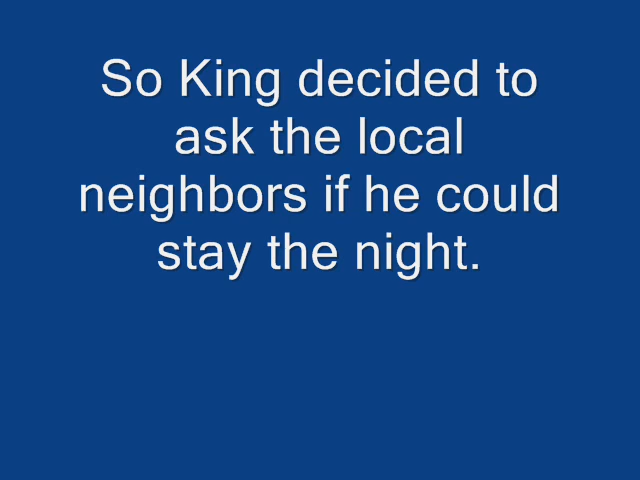 So King decided to
ask the local
neighbors if he could
stay the night.